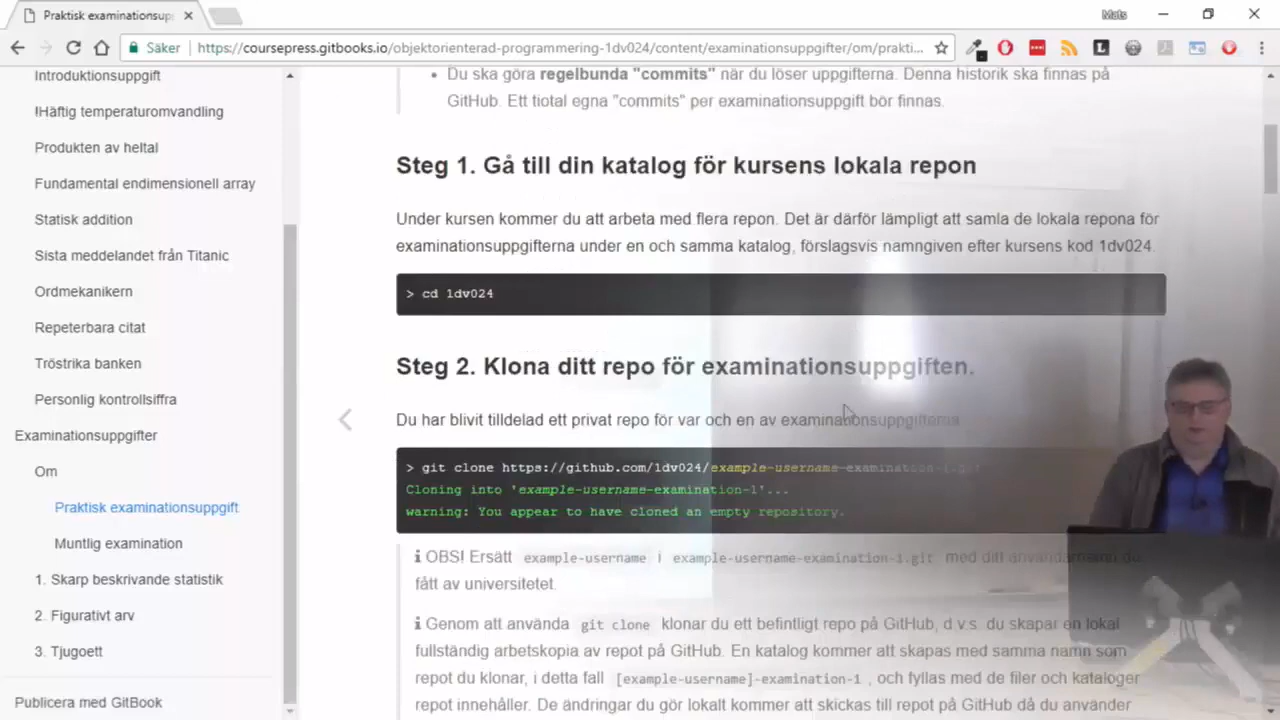 Praktisk examinationsup
Mats
Säker
https://coursepress.gitbooks.io/objektorienterad-programmering-1dv024/content/examinationsuppgifter/om/prakti...
Introduktionsuppgift
!Häftig temperaturomvandling
Produkten av heltal
Fundamental endimensionell array
Statisk addition
Sista meddelandet från Titanic
Ordmekanikern
Repeterbara citat
Tröstrika banken
Personlig kontrollsiffra
Examinationsuppgifter
Om
Praktisk examinationsuppgift
Muntlig examination
1. Skarp beskrivande statistik
2. Figurativt arv
3. Tjugoett
Publicera med GitBook
• Du ska göra regelbunda "commits" när du löser uppgifterna. Denna historik ska finnas på
GitHub. Ett tiotal egna "commits" per examinationsuppgift bör finnas.
Steg 1. Gå till din katalog för kursens lokala repon
Under kursen kommer du att arbeta med flera repon. Det är därför lämpligt att samla de lokala repona för
examinationsuppgifterna under en och samma katalog, förslagsvis namngiven efter kursens kod 1dv024.
> cd 1dv024
Steg 2. Klona ditt repo för examinationsuppgiften.
Du har blivit tilldelad ett privat repo för var och en av examinationsuppgifterna.
> git clone https://github.com/1dv024/example-username-examination-1.git
Cloning into 'example-username-examination-1'...
warning: You appear to have cloned an empty repository.
OBS! Ersätt example-username i example-username-examination-1.git med ditt användarnamn du
fått av universitetet.
Genom att använda git clone klonar du ett befintligt repo på GitHub, d.v.s. du skapar en lokal
fullständig arbetskopia av repot på GitHub. En katalog kommer att skapas med samma namn som
repot du klonar, i detta fall [example-username]-examination-1 , och fyllas med de filer och kataloger
repot innehåller. De ändringar du gör lokalt kommer att skickas till repot på GitHub då du använder